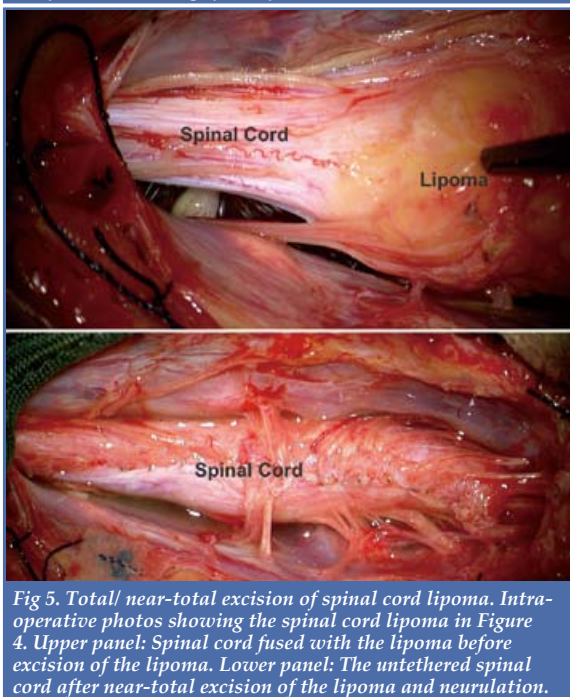 Spinal Cord
Lipoma
Spinal Cord
Fig 5. Total/ near-total excision of spinal cord lipoma. Intra-
operative photos showing the spinal cord lipoma in Figure
4. Upper panel: Spinal cord fused with the lipoma before
excision of the lipoma. Lower panel: The untethered spinal
cord after near-total excision of the lipoma and neurulation.